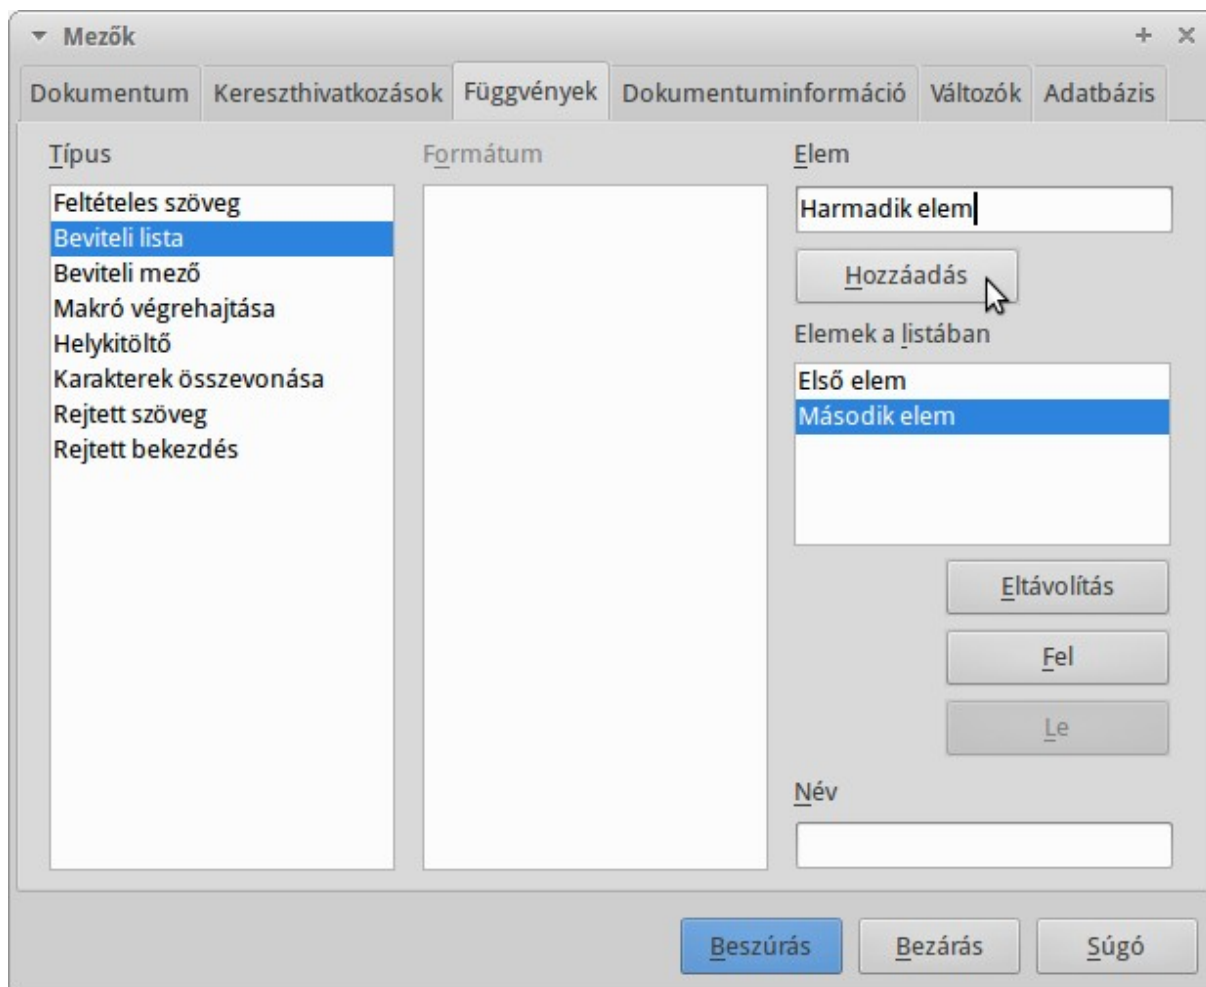 Mezők
Dokumentum Kereszthivatkozások Függvények Dokumentuminformáció Változók Adatbázis
Típus
Feltételes szöveg
Beviteli lista
Beviteli mező
Makró végrehajtása
Helykitöltő
Karakterek összevonása
Rejtett szöveg
Rejtett bekezdés
Formátum
Elem
Harmadik elem
Hozzáadás
Elemek a listában
Első elem
Második elem
Eltávolítás
Fel
Le
Név
Beszúrás Bezárás Súgó